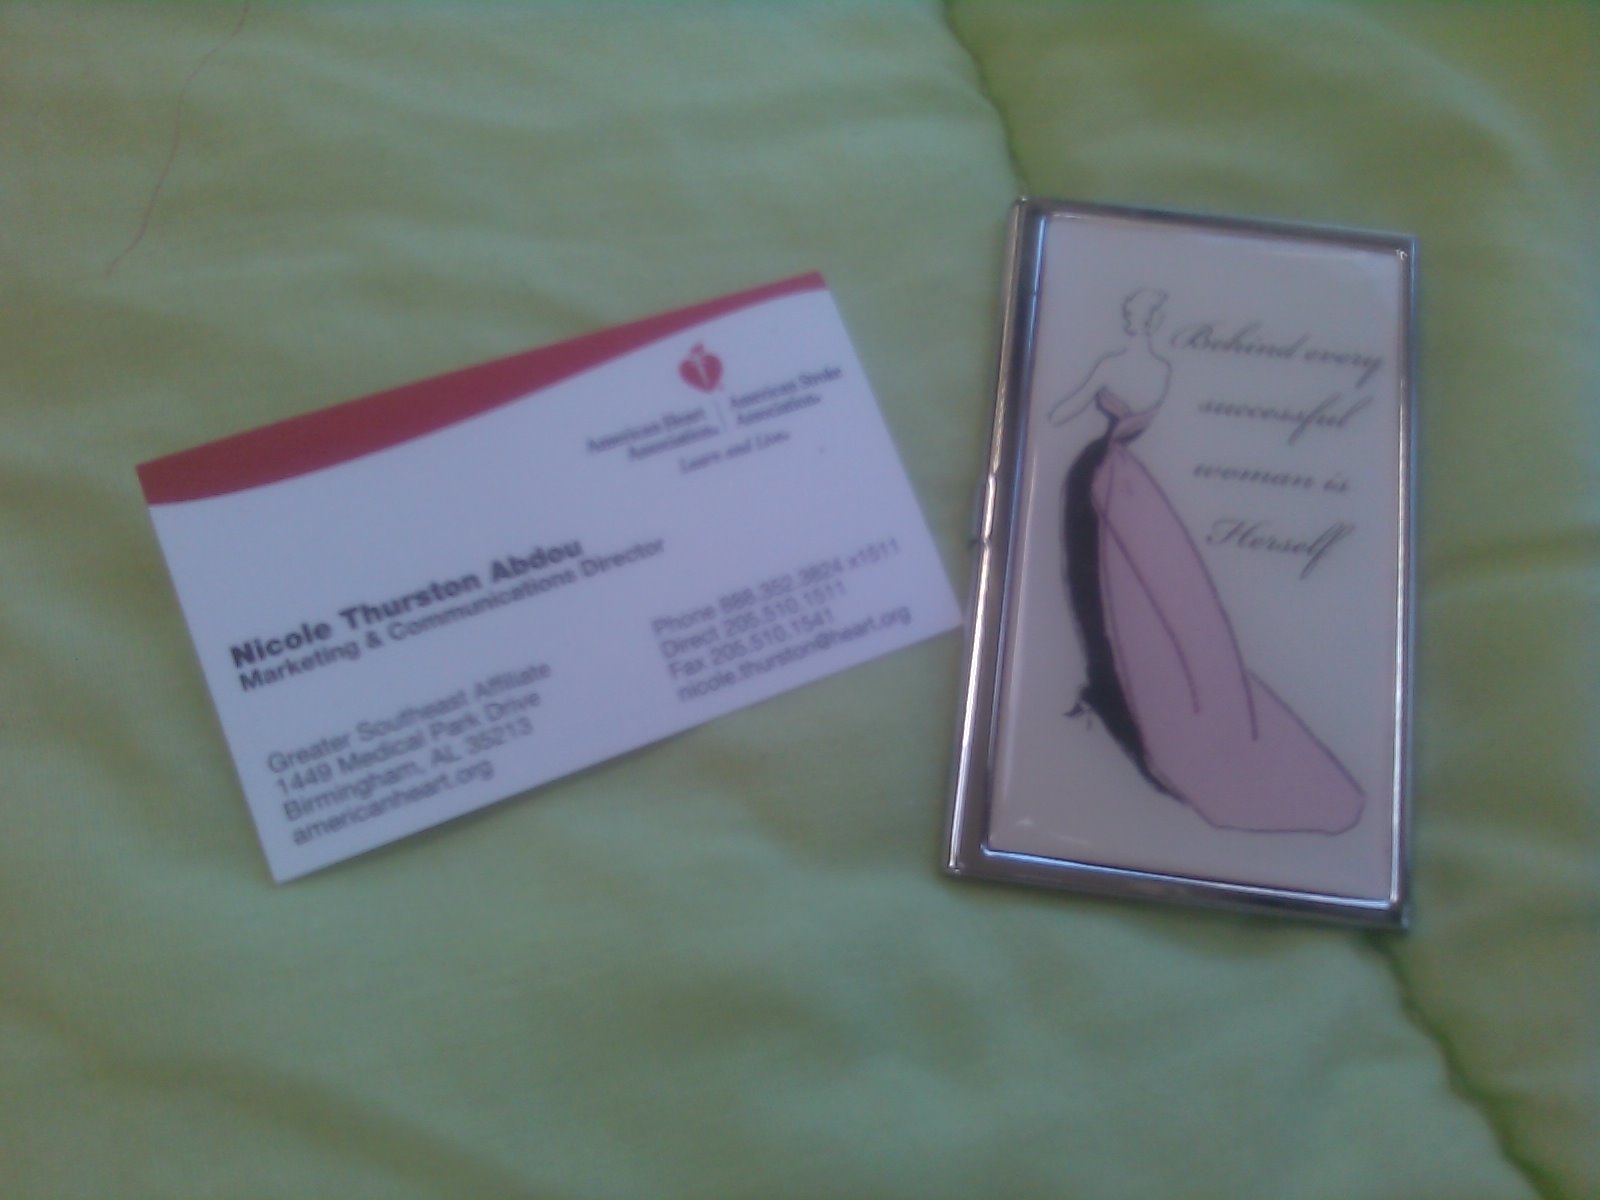 American Heart Association®
American Stroke Association®
Learn and Live®
Nicole Thurston Abdou
Marketing & Communications Director
Greater Southeast Affiliate
1449 Medical Park Drive
Birmingham, AL 35213
americanheart.org
Phone 888.352.3824 x1511
Direct 205.510.1511
Fax 205.510.1541
nicole.thurston@heart.org
Behind every
successful
woman is
Herself